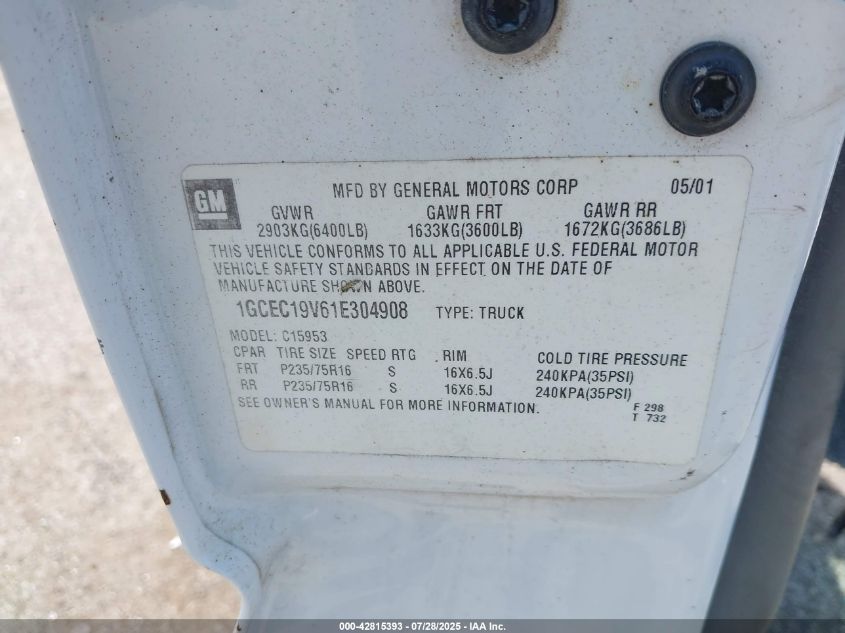 GM
MFD BY GENERAL MOTORS CORP 05/01
GVWR GAWR FRT GAWR RR
2903KG(6400LB) 1633KG(3600LB) 1672KG(3686LB)
THIS VEHICLE CONFORMS TO ALL APPLICABLE U.S. FEDERAL MOTOR
VEHICLE SAFETY STANDARDS IN EFFECT ON THE DATE OF
MANUFACTURE SHOWN ABOVE.
1GCEC19V61E304908 TYPE: TRUCK
MODEL: C15953
CPAR TIRE SIZE SPEED RTG RIM COLD TIRE PRESSURE
FRT P235/75R16 S 16X6.5J 240KPA(35PSI)
RR P235/75R16 S 16X6.5J 240KPA(35PSI)
SEE OWNER'S MANUAL FOR MORE INFORMATION.
F 298
T 732
000-42815393 - 07/28/2025 - IAA Inc.